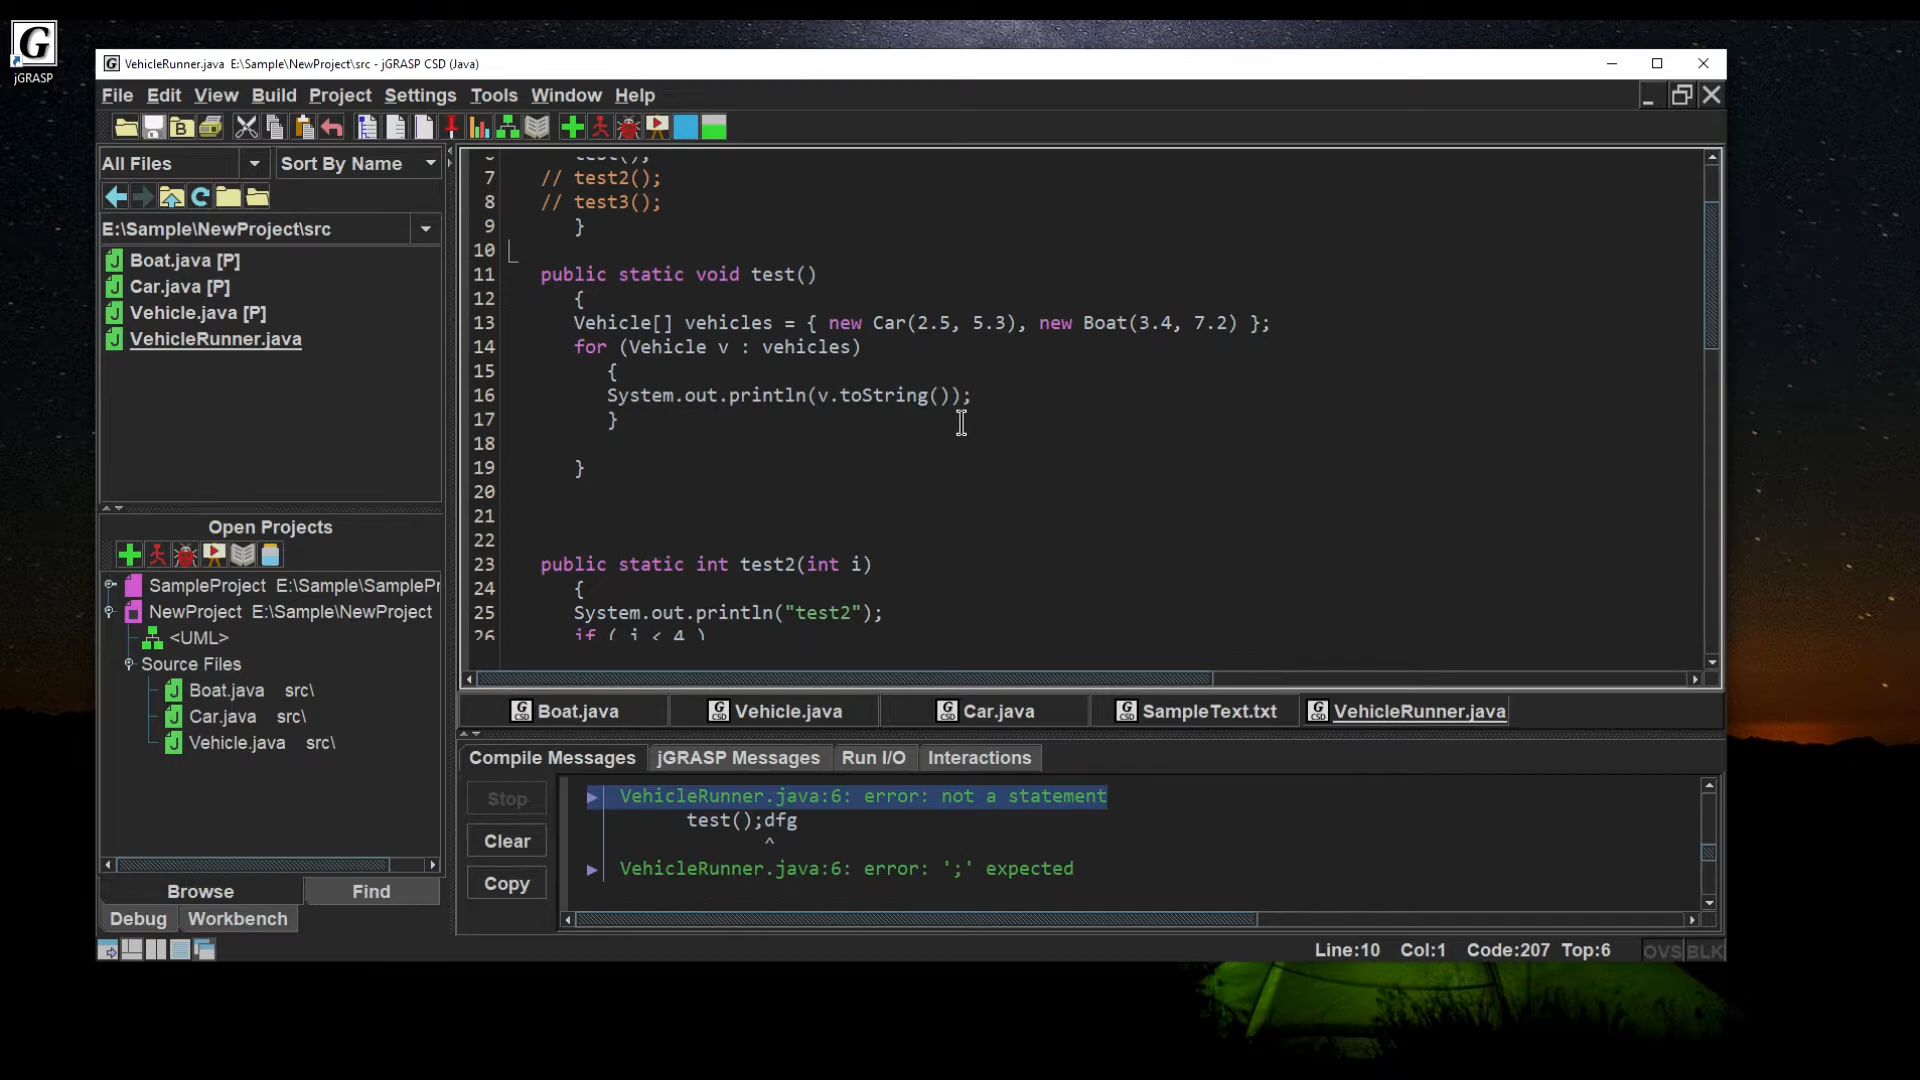 jGRASP
VehicleRunner.java  E:\Sample\NewProject\src - jGRASP CSD (Java)
File Edit View Build Project Settings Tools Window Help
All Files
Sort By Name
E:\Sample\NewProject\src
Boat.java [P]
Car.java [P]
Vehicle.java [P]
VehicleRunner.java
Open Projects
SampleProject  E:\Sample\SamplePr
NewProject  E:\Sample\NewProject
<UML>
Source Files
Boat.java  src\
Car.java  src\
Vehicle.java  src\
Browse Find
Debug Workbench
6 test();
7 // test2();
8 // test3();
9 }
10
11 public static void test()
12 {
13 Vehicle[] vehicles = { new Car(2.5, 5.3), new Boat(3.4, 7.2) };
14 for (Vehicle v : vehicles)
15 {
16 System.out.println(v.toString());
17 }
18
19 }
20
21
22
23 public static int test2(int i)
24 {
25 System.out.println("test2");
26 if ( i < 4 )
Boat.java Vehicle.java Car.java SampleText.txt VehicleRunner.java
Compile Messages jGRASP Messages Run I/O Interactions
Stop
Clear
Copy
VehicleRunner.java:6: error: not a statement
test();dfg
^
VehicleRunner.java:6: error: ';' expected
Line:10 Col:1 Code:207 Top:6 OVS BLK